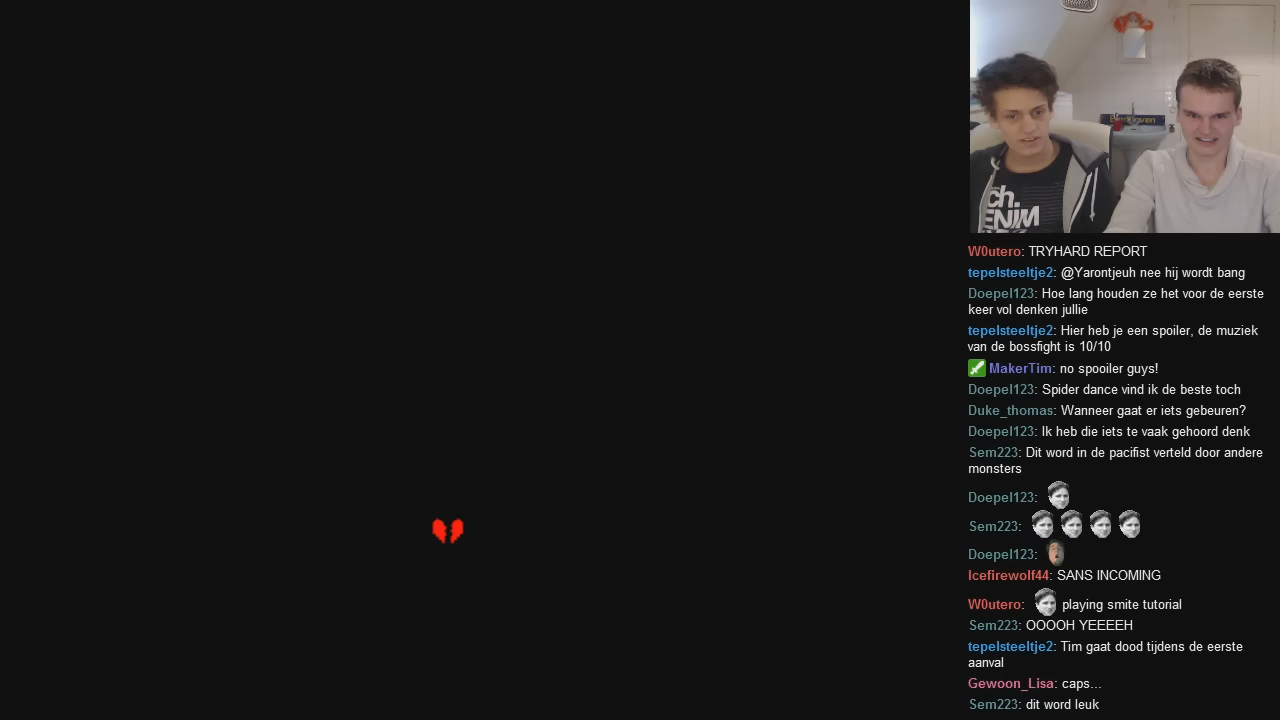 ch.
ENIM
W0utero: TRYHARD REPORT
tepelsteeltje2: @Yarontjeuh nee hij wordt bang
Doepel123: Hoe lang houden ze het voor de eerste
keer vol denken jullie
tepelsteeltje2: Hier heb je een spoiler, de muziek
van de bossfight is 10/10
MakerTim: no spooiler guys!
Doepel123: Spider dance vind ik de beste toch
Duke_thomas: Wanneer gaat er iets gebeuren?
Doepel123: Ik heb die iets te vaak gehoord denk
Sem223: Dit word in de pacifist verteld door andere
monsters
Doepel123:
Sem223:
Doepel123:
Icefirewolf44: SANS INCOMING
W0utero: playing smite tutorial
Sem223: OOOOH YEEEEH
tepelsteeltje2: Tim gaat dood tijdens de eerste
aanval
Gewoon_Lisa: caps...
Sem223: dit word leuk